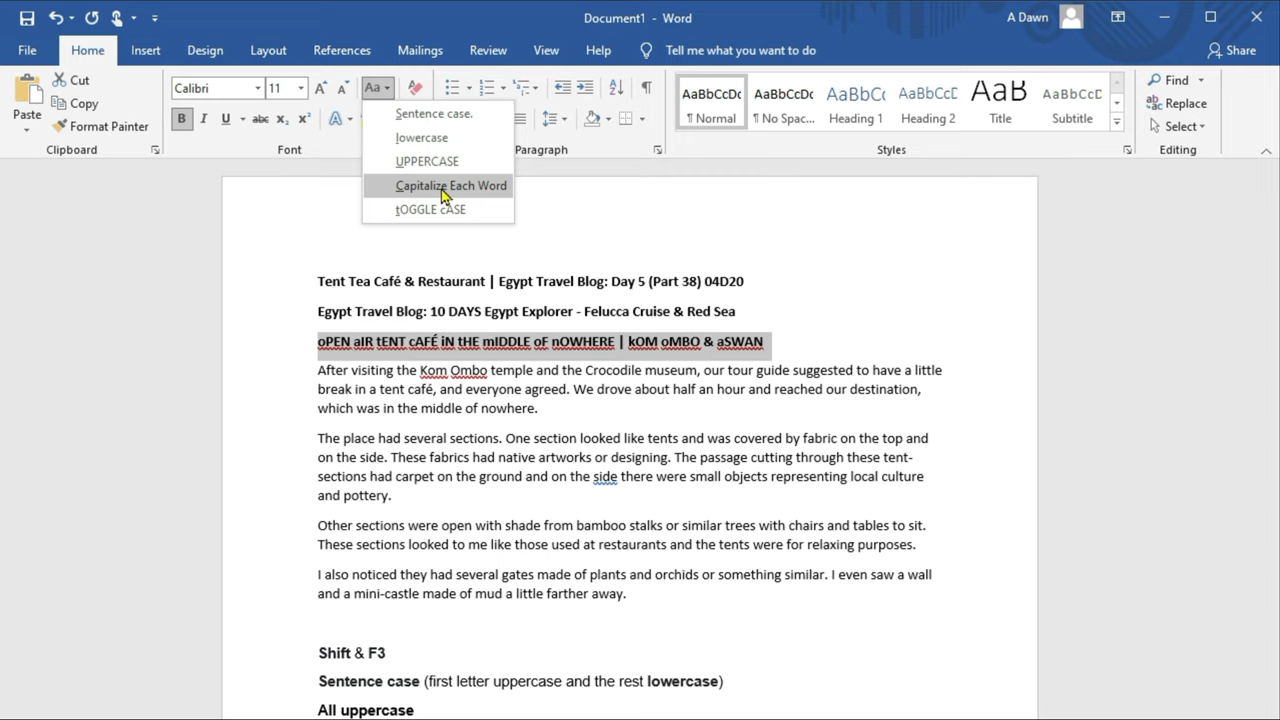 Document1 - Word
A Dawn
File Home Insert Design Layout References Mailings Review View Help Tell me what you want to do Share
Cut
Copy
Paste
Format Painter
Clipboard
Calibri 11 Aa
B I U abc x₂ x² A
Font
Sentence case.
lowercase
UPPERCASE
Capitalize Each Word
tOGGLE cASE
Paragraph
AaBbCcDc AaBbCcDc AaBbCc AaBbCcD AaB AaBbCcD
¶ Normal ¶ No Spac... Heading 1 Heading 2 Title Subtitle
Styles
Find
Replace
Select
Editing
Tent Tea Café & Restaurant | Egypt Travel Blog: Day 5 (Part 38) 04D20
Egypt Travel Blog: 10 DAYS Egypt Explorer - Felucca Cruise & Red Sea
oPEN aIR tENT cAFÉ iN tHE mIDDLE oF nOWHERE | kOM oMBO & aSWAN
After visiting the Kom Ombo temple and the Crocodile museum, our tour guide suggested to have a little
break in a tent café, and everyone agreed. We drove about half an hour and reached our destination,
which was in the middle of nowhere.
The place had several sections. One section looked like tents and was covered by fabric on the top and
on the side. These fabrics had native artworks or designing. The passage cutting through these tent-
sections had carpet on the ground and on the side there were small objects representing local culture
and pottery.
Other sections were open with shade from bamboo stalks or similar trees with chairs and tables to sit.
These sections looked to me like those used at restaurants and the tents were for relaxing purposes.
I also noticed they had several gates made of plants and orchids or something similar. I even saw a wall
and a mini-castle made of mud a little farther away.
Shift & F3
Sentence case (first letter uppercase and the rest lowercase)
All uppercase